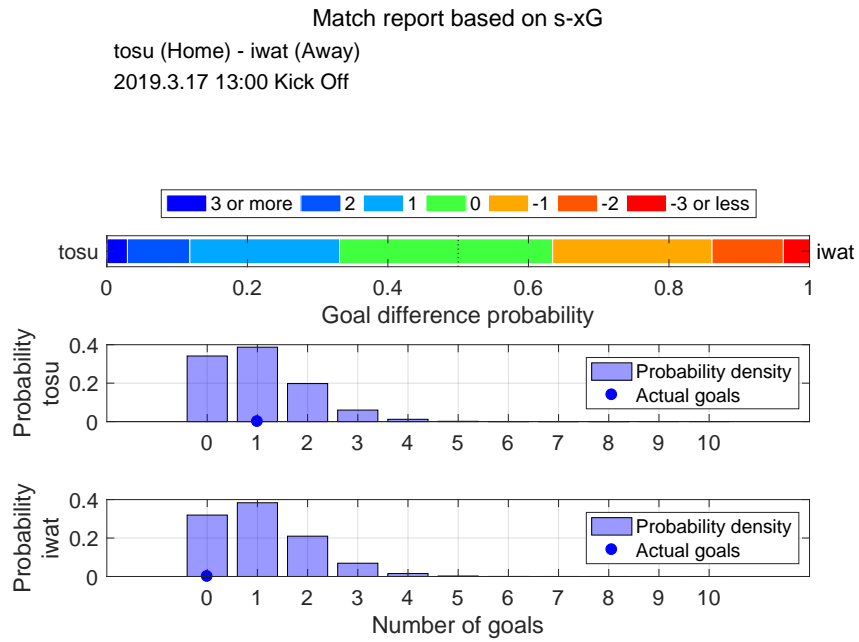 Match report based on s-xG
tosu (Home) - iwat (Away)
2019.3.17 13:00 Kick Off
3 or more 2 1 0 -1 -2 -3 or less
tosu iwat
0 0.2 0.4 0.6 0.8 1
Goal difference probability
Probability
tosu
0.4
0.2
0
Probability density
Actual goals
0 1 2 3 4 5 6 7 8 9 10
Probability
iwat
0.4
0.2
0
Probability density
Actual goals
0 1 2 3 4 5 6 7 8 9 10
Number of goals